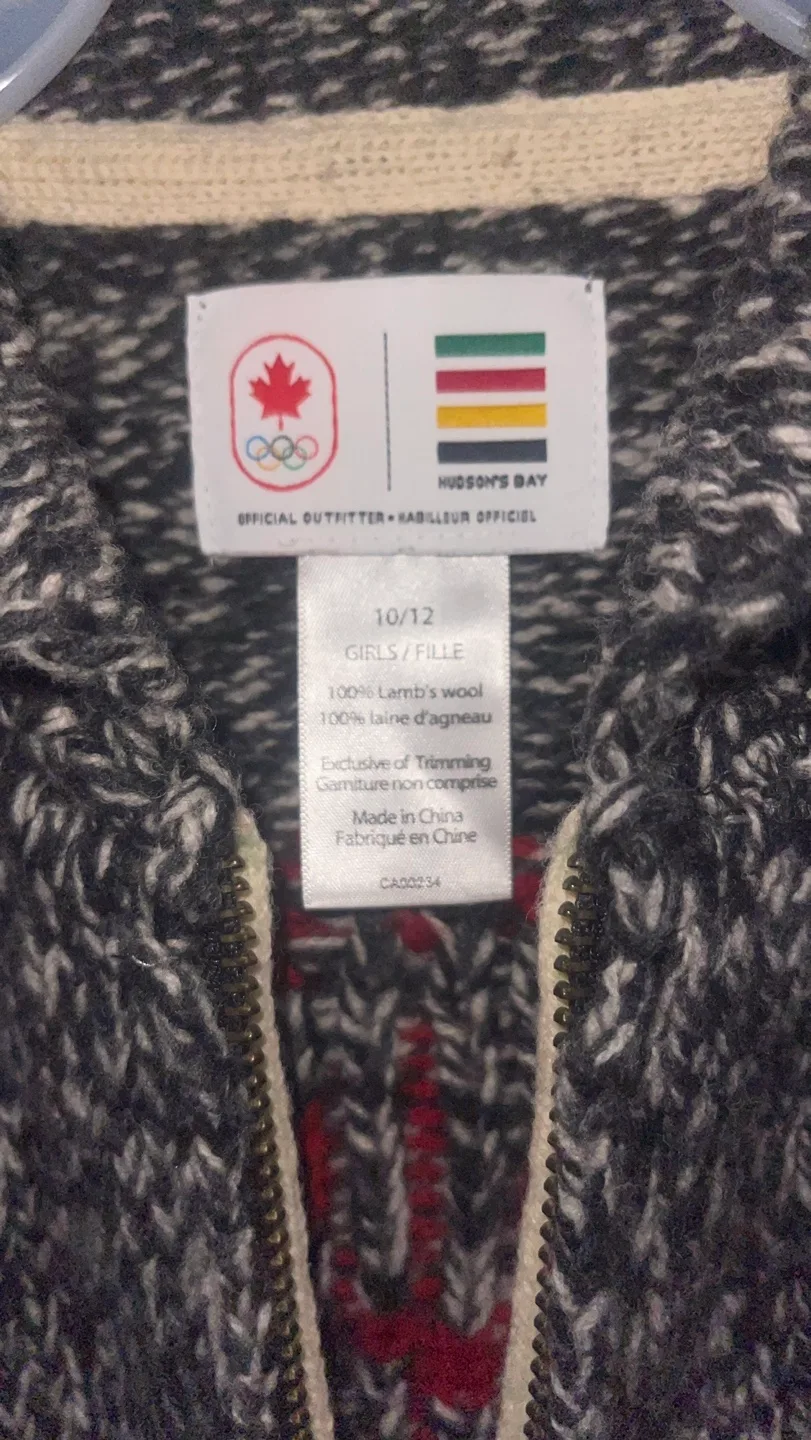 HUDSON'S BAY
OFFICIAL OUTFITTER • HABILLEUR OFFICIEL
10/12
GIRLS / FILLE
100% Lamb's wool
100% laine d'agneau
Exclusive of Trimming
Garniture non comprise
Made in China
Fabriqué en Chine
CA00234